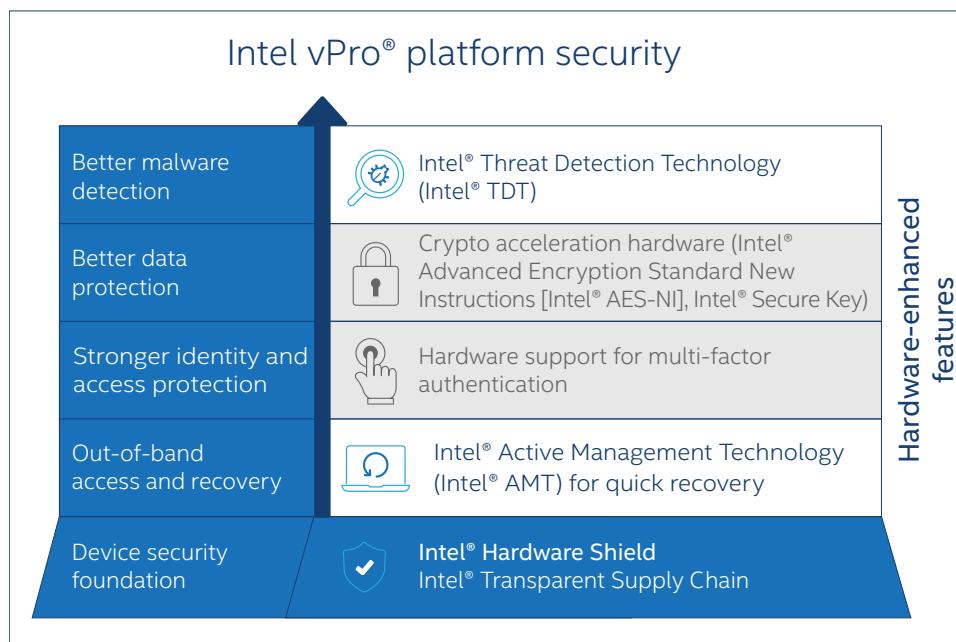 Intel vPro® platform security
Better malware
detection
Intel® Threat Detection Technology
(Intel® TDT)
Better data
protection
Crypto acceleration hardware (Intel®
Advanced Encryption Standard New
Instructions [Intel® AES-NI], Intel® Secure Key)
Stronger identity and
access protection
Hardware support for multi-factor
authentication
Out-of-band
access and recovery
Intel® Active Management Technology
(Intel® AMT) for quick recovery
Device security
foundation
Intel® Hardware Shield
Intel® Transparent Supply Chain
Hardware-enhanced
features